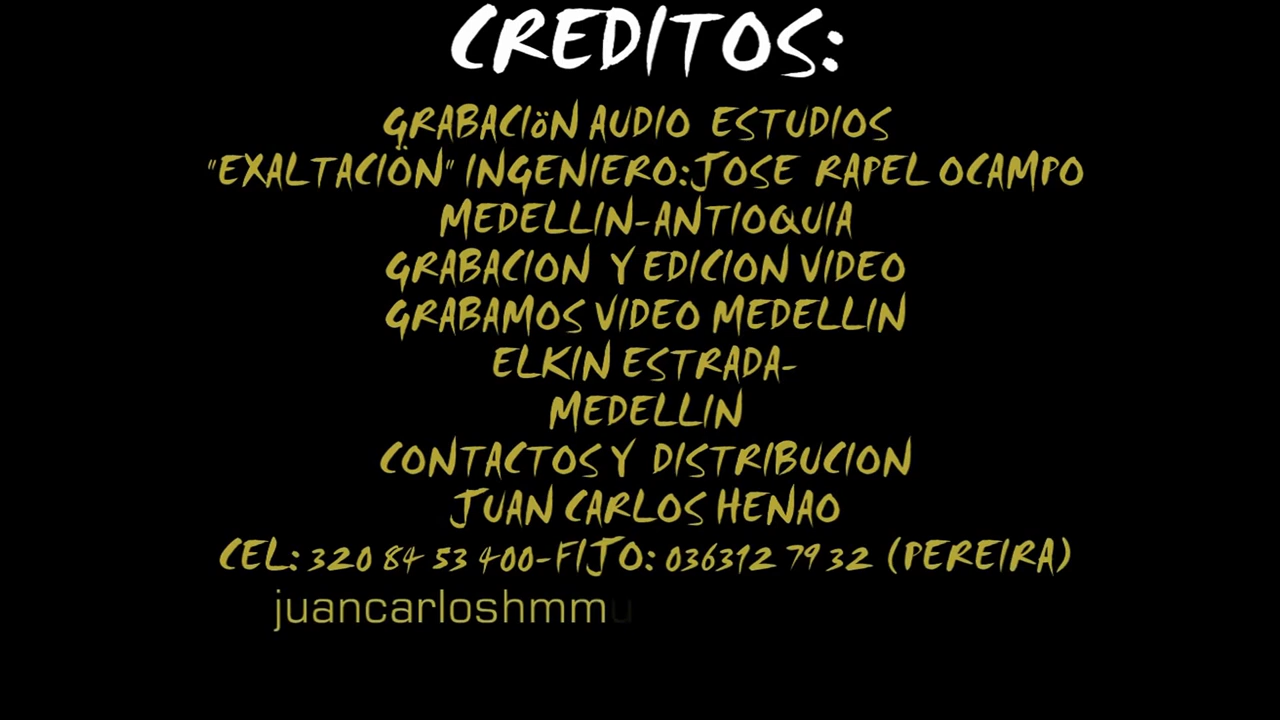 CREDITOS:
GRABACIÖN AUDIO ESTUDIOS
"EXALTACIÖN" INGENIERO:JOSE RAPEL OCAMPO
MEDELLIN-ANTIOQUIA
GRABACION Y EDICION VIDEO
GRABAMOS VIDEO MEDELLIN
ELKIN ESTRADA-
MEDELLIN
CONTACTOS Y DISTRIBUCION
JUAN CARLOS HENAO
CEL: 320 84 53 400-FIJO: 036312 79 32 (PEREIRA)
juancarloshmmu